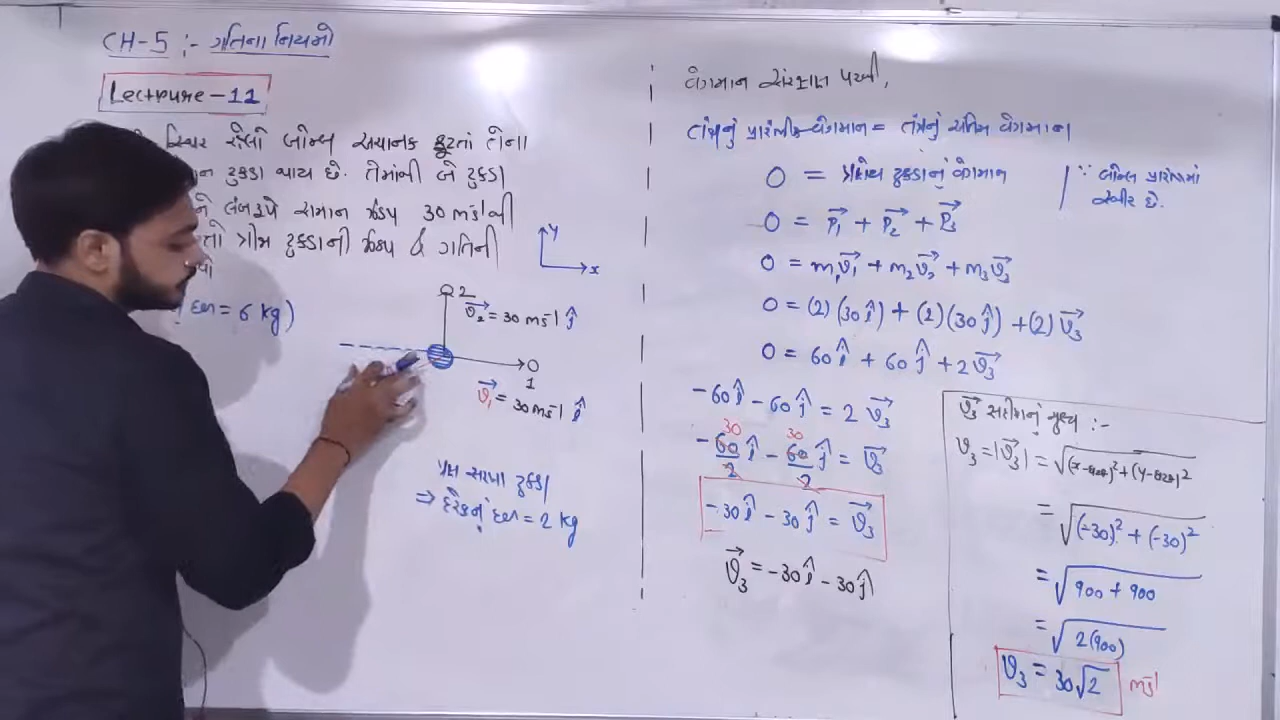 CH-5 :- ગતિના નિયમો
Lecture-11
સ્થિર રહેલો બોમ્બ અચાનક ફૂટતાં તેના
ટુકડા થાય છે. તેમાંની બે ટુકડા
લંબરૂપે સમાન ઝડપ 30 ms⁻¹ની
તો ત્રીજા ટુકડાની ઝડપ & ગતિની
દળ = 6 kg)
y
x
2
v₂⃗ = 30 ms⁻¹ ĵ
1
v₁⃗ = 30 ms⁻¹ î
ત્રણ સરખા ટુકડા
⇒ દરેકનું દળ = 2 kg
વેગમાન સંરક્ષણ પરથી,
તંત્રનું પ્રારંભીક વેગમાન = તંત્રનું અંતિમ વેગમાન
0 = ટુકડાનું વેગમાન
∵ બોમ્બ પ્રારંભમાં
સ્થીર છે.
0 = P₁⃗ + P₂⃗ + P₃⃗
0 = m₁v₁⃗ + m₂v₂⃗ + m₃v₃⃗
0 = (2)(30î) + (2)(30ĵ) + (2) v₃⃗
0 = 60î + 60ĵ + 2v₃⃗
-60î - 60ĵ = 2 v₃⃗
30 30
-60/2 î - 60/2 ĵ = v₃⃗
-30î - 30ĵ = v₃⃗
v₃⃗ = -30î - 30ĵ
v₃⃗ સદીશનું મુલ્ય :-
v₃ = |v₃⃗| = √(x-ઘટક)² + (y-ઘટક)²
= √(-30)² + (-30)²
= √900 + 900
= √2(900)
v₃ = 30√2 ms⁻¹